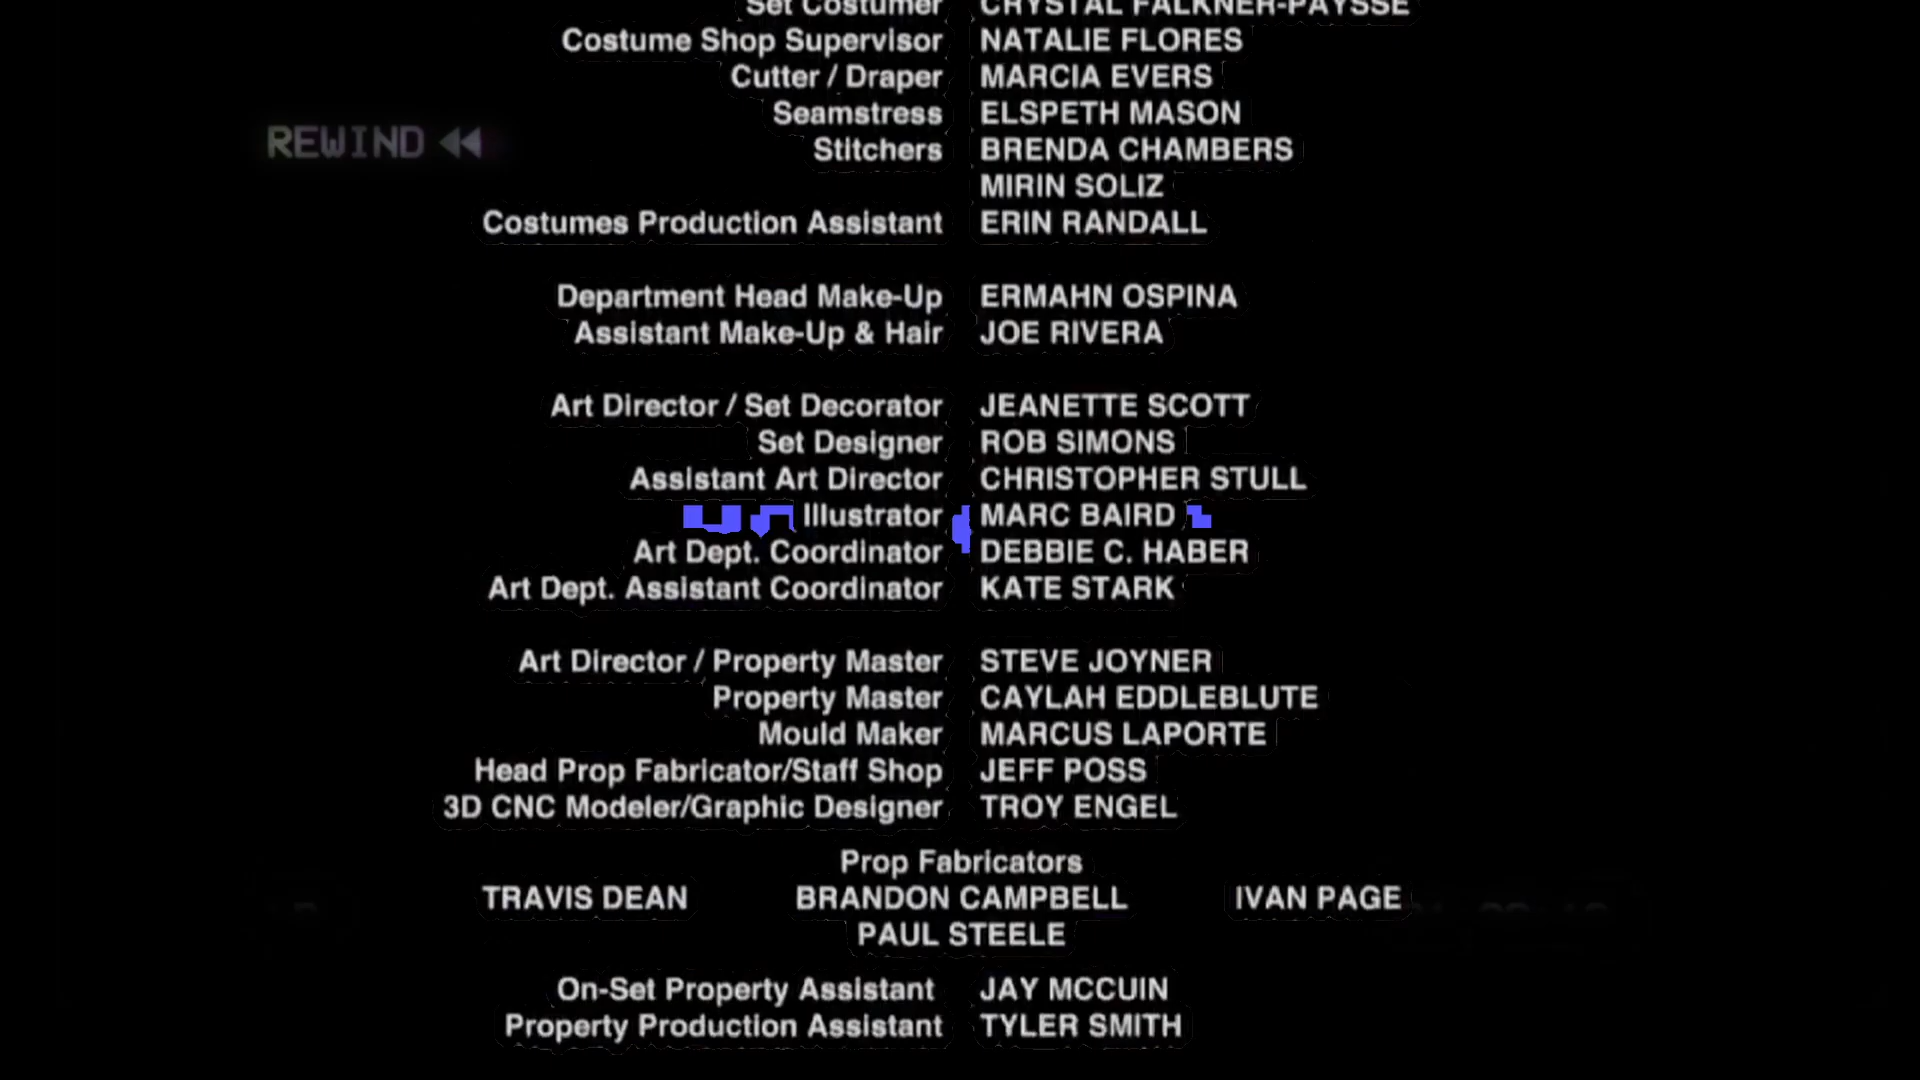 Set Costumer CRYSTAL FALKNER-PAYSSE
Costume Shop Supervisor NATALIE FLORES
Cutter / Draper MARCIA EVERS
Seamstress ELSPETH MASON
REWIND
Stitchers BRENDA CHAMBERS
MIRIN SOLIZ
Costumes Production Assistant ERIN RANDALL
Department Head Make-Up ERMAHN OSPINA
Assistant Make-Up & Hair JOE RIVERA
Art Director / Set Decorator JEANETTE SCOTT
Set Designer ROB SIMONS
Assistant Art Director CHRISTOPHER STULL
Illustrator MARC BAIRD
Art Dept. Coordinator DEBBIE C. HABER
Art Dept. Assistant Coordinator KATE STARK
Art Director / Property Master STEVE JOYNER
Property Master CAYLAH EDDLEBLUTE
Mould Maker MARCUS LAPORTE
Head Prop Fabricator/Staff Shop JEFF POSS
3D CNC Modeler/Graphic Designer TROY ENGEL
Prop Fabricators
TRAVIS DEAN BRANDON CAMPBELL IVAN PAGE
PAUL STEELE
On-Set Property Assistant JAY MCCUIN
Property Production Assistant TYLER SMITH